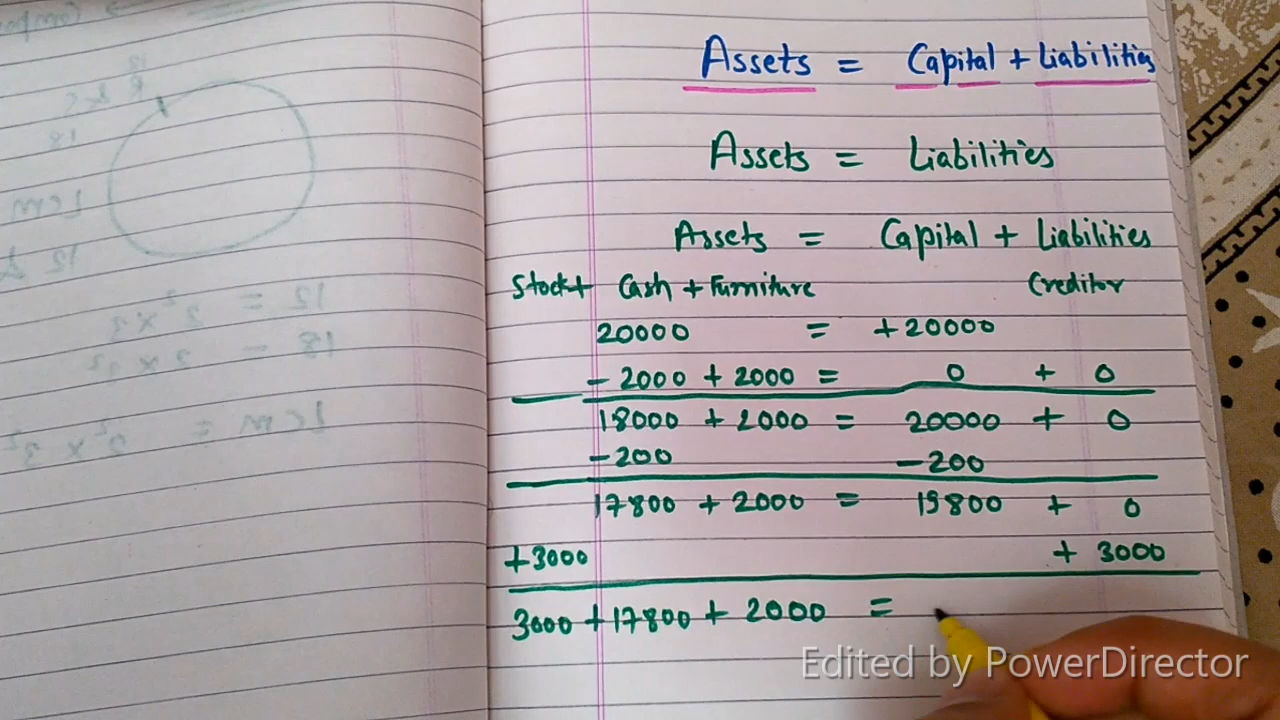 Assets = Capital + Liabilities
Assets = Liabilities
Assets = Capital + Liabilities
Stock+ Cash + Furniture Creditor
20000 = +20000
- 2000 + 2000 = 0 + 0
18000 + 2000 = 20000 + 0
-200 -200
17800 + 2000 = 19800 + 0
+3000 + 3000
3000 + 17800 + 2000 =
Edited by PowerDirector